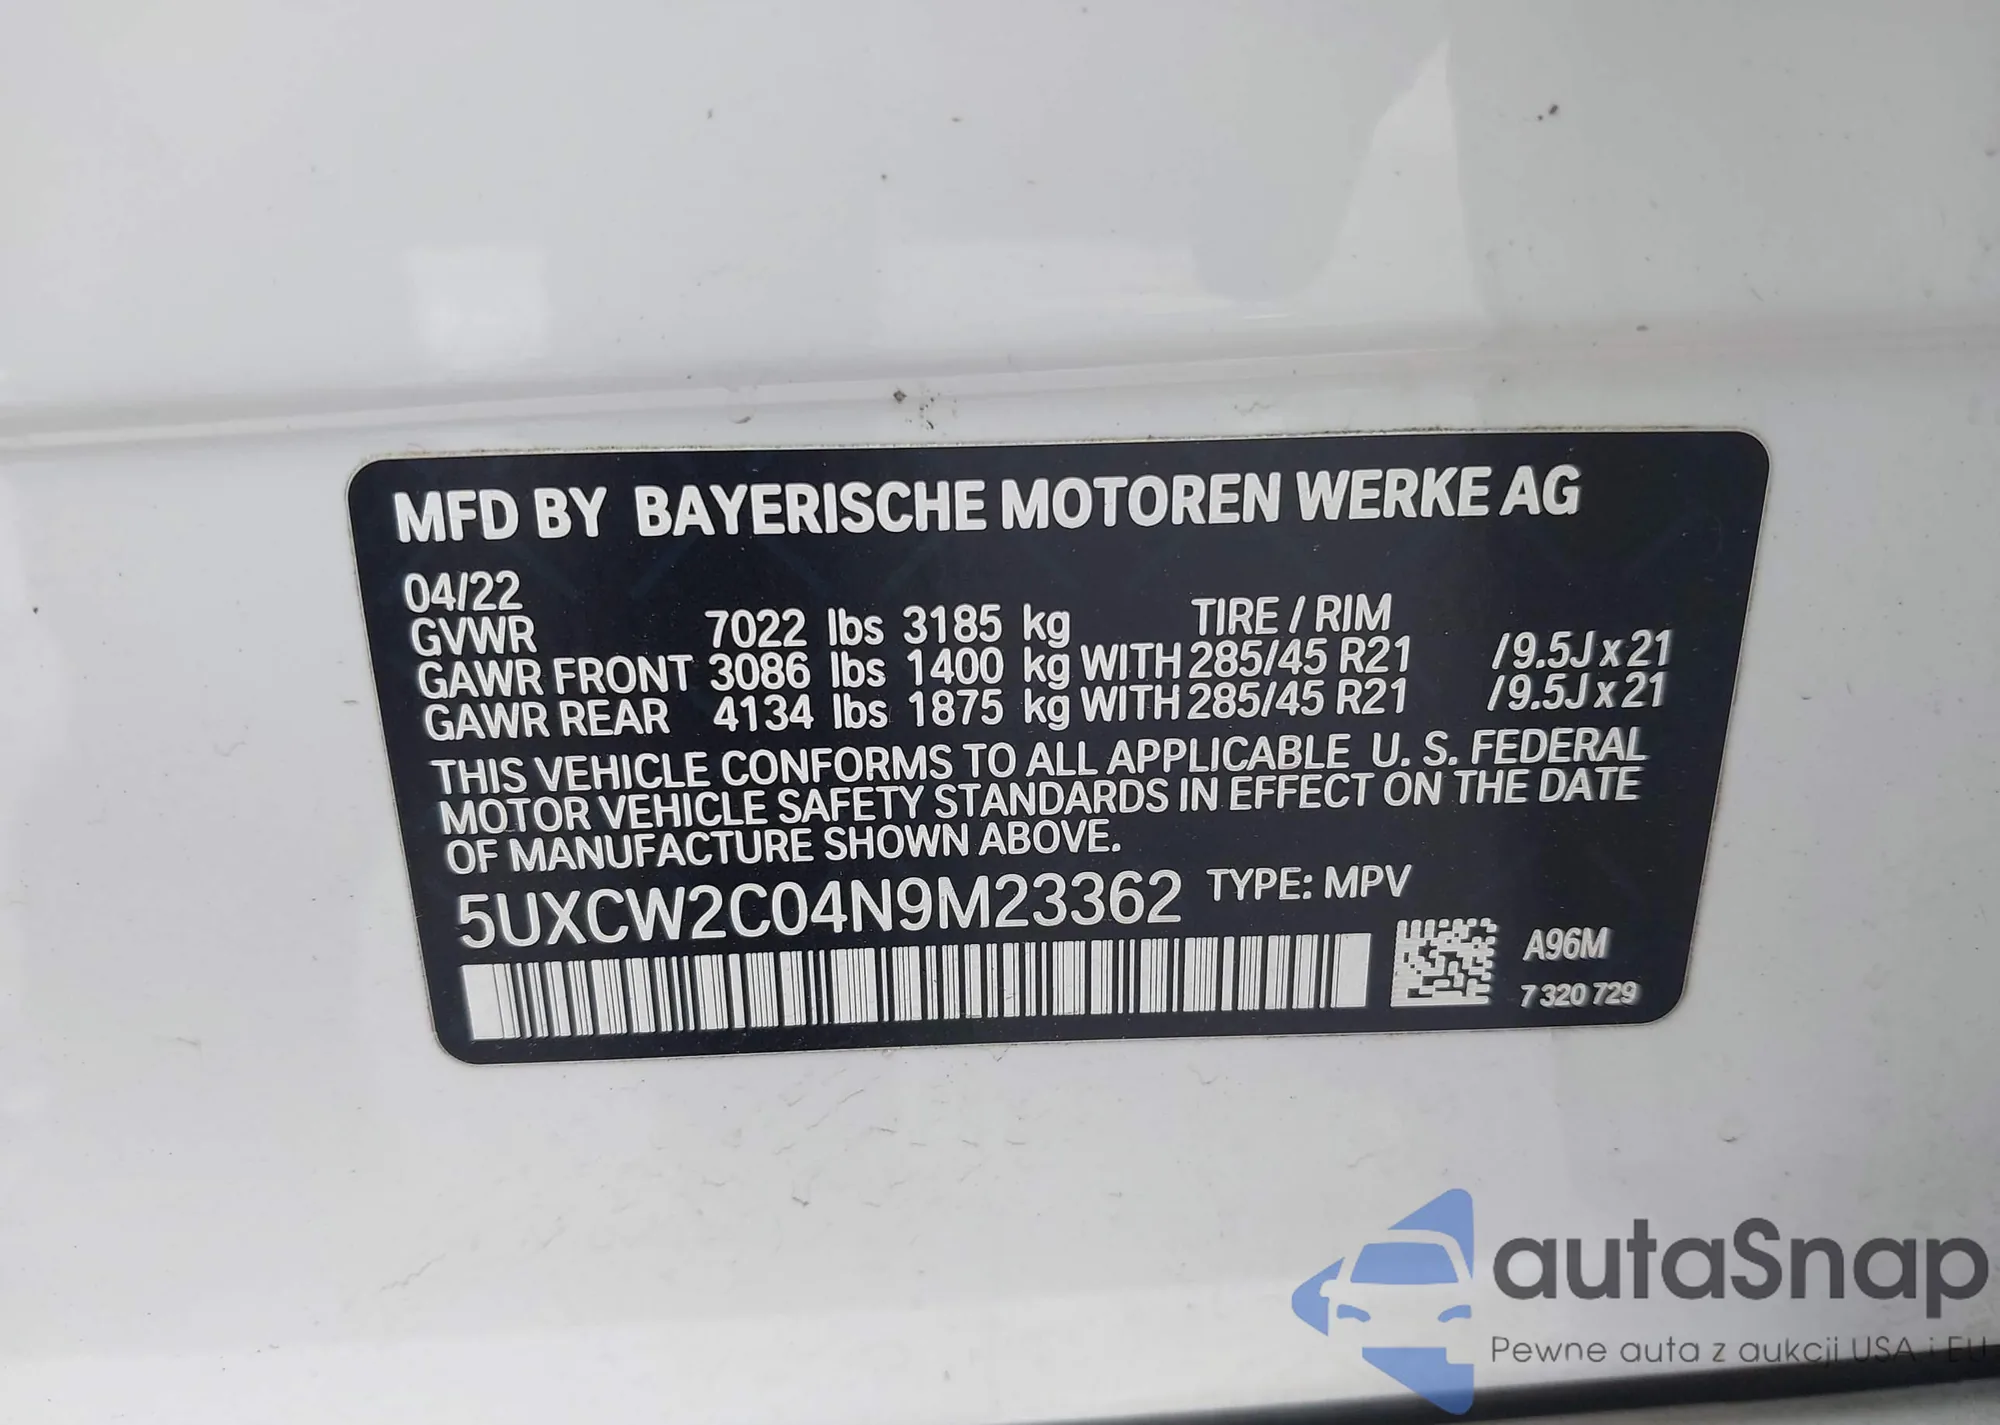 MFD BY BAYERISCHE MOTOREN WERKE AG
04/22
GVWR 7022 lbs 3185 kg TIRE / RIM
GAWR FRONT 3086 lbs 1400 kg WITH 285/45 R21 /9.5J x 21
GAWR REAR 4134 lbs 1875 kg WITH 285/45 R21 /9.5J x 21
THIS VEHICLE CONFORMS TO ALL APPLICABLE U. S. FEDERAL
MOTOR VEHICLE SAFETY STANDARDS IN EFFECT ON THE DATE
OF MANUFACTURE SHOWN ABOVE.
5UXCW2C04N9M23362 TYPE: MPV
A96M
7 320 729
autaSnap
Pewne auta z aukcji USA i EU